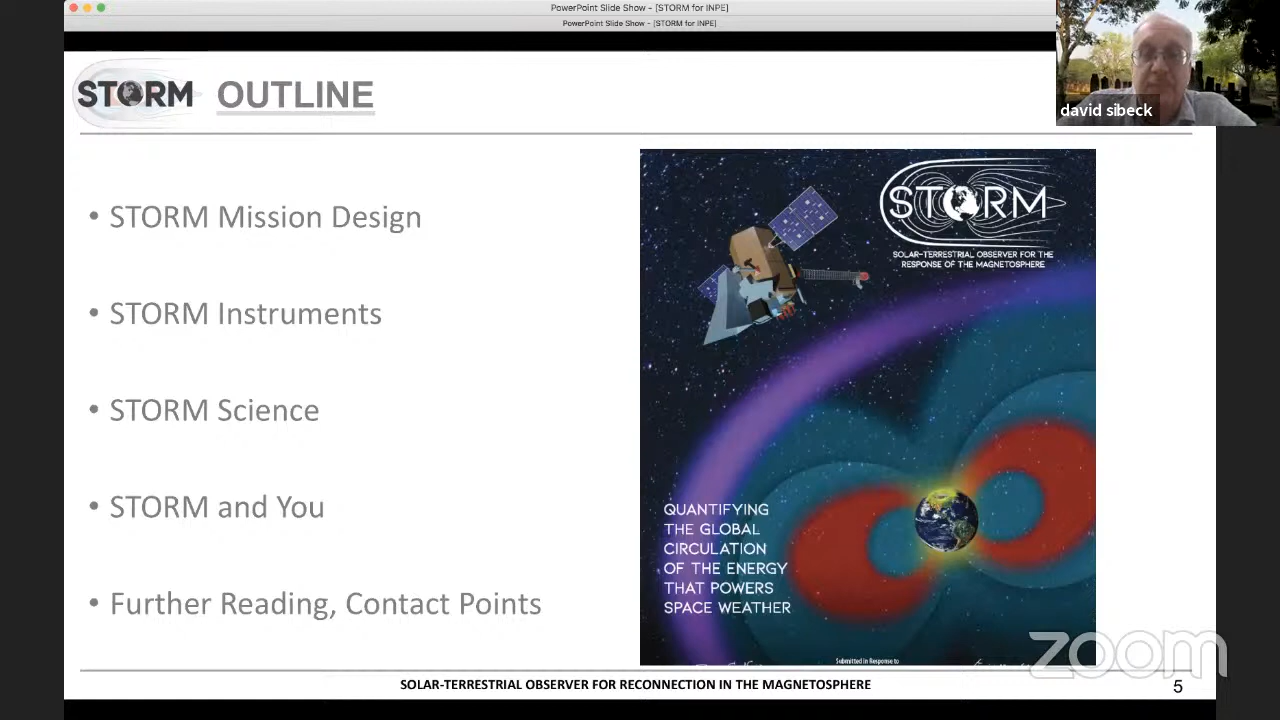 PowerPoint Slide Show - [STORM for INPE]
PowerPoint Slide Show - [STORM for INPE]
david sibeck
STORM OUTLINE
• STORM Mission Design
• STORM Instruments
• STORM Science
• STORM and You
• Further Reading, Contact Points
STORM
SOLAR-TERRESTRIAL OBSERVER FOR THE
RESPONSE OF THE MAGNETOSPHERE
QUANTIFYING
THE GLOBAL
CIRCULATION
OF THE ENERGY
THAT POWERS
SPACE WEATHER
Submitted in Response to
zoom
SOLAR-TERRESTRIAL OBSERVER FOR RECONNECTION IN THE MAGNETOSPHERE
5